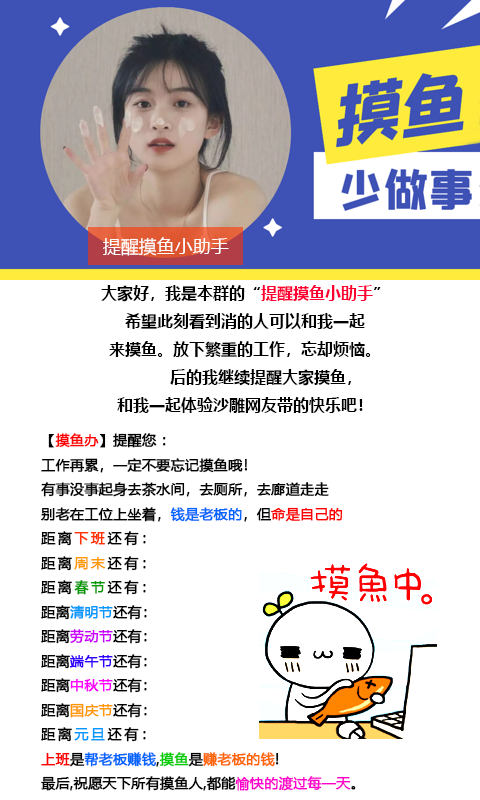 摸鱼
少做事
提醒摸鱼小助手
大家好，我是本群的“提醒摸鱼小助手”
希望此刻看到消的人可以和我一起
来摸鱼。放下繁重的工作，忘却烦恼。
后的我继续提醒大家摸鱼，
和我一起体验沙雕网友带的快乐吧！
【摸鱼办】提醒您：
工作再累，一定不要忘记摸鱼哦！
有事没事起身去茶水间，去厕所，去廊道走走
别老在工位上坐着，钱是老板的，但命是自己的
距离下班还有：
距离周末还有：
距离春节还有：
距离清明节还有：
距离劳动节还有：
距离端午节还有：
距离中秋节还有：
距离国庆节还有：
距离元旦还有：
摸魚中。
上班是帮老板赚钱,摸鱼是赚老板的钱!
最后,祝愿天下所有摸鱼人,都能愉快的渡过每一天。